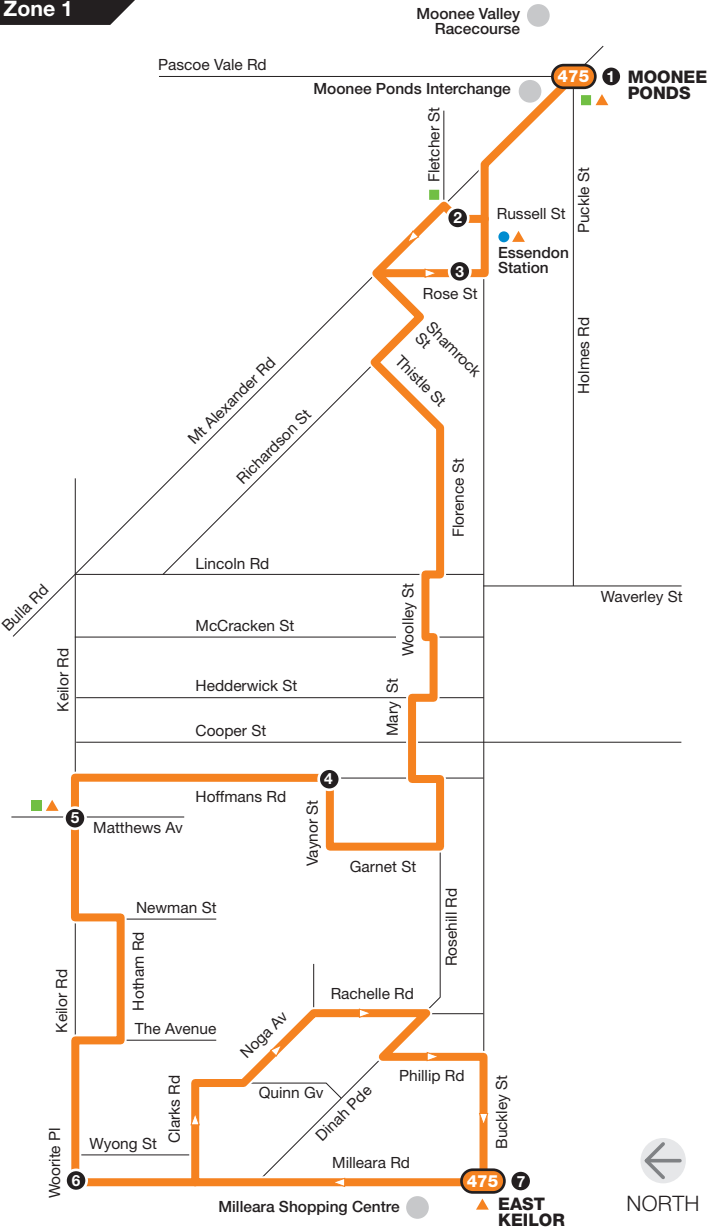 Zone 1
Moonee Valley
Racecourse
Pascoe Vale Rd
475
1
MOONEE
PONDS
Moonee Ponds Interchange
Fletcher St
Puckle St
2
Russell St
Essendon
Station
3
Rose St
Shamrock
St
Holmes Rd
Thistle St
Mt Alexander Rd
Richardson St
Florence St
Lincoln Rd
Bulla Rd
Woolley St
Waverley St
McCracken St
Keilor Rd
Hedderwick St
Mary St
Cooper St
4
Hoffmans Rd
5
Matthews Av
Vaynor St
Garnet St
Newman St
Rosehill Rd
Hotham Rd
Keilor Rd
Rachelle Rd
The Avenue
Noga Av
Phillip Rd
Clarks Rd
Quinn Gv
Dinah Pde
Buckley St
Woorite Pl
Wyong St
Milleara Rd
6
475
7
EAST
KEILOR
Milleara Shopping Centre
NORTH